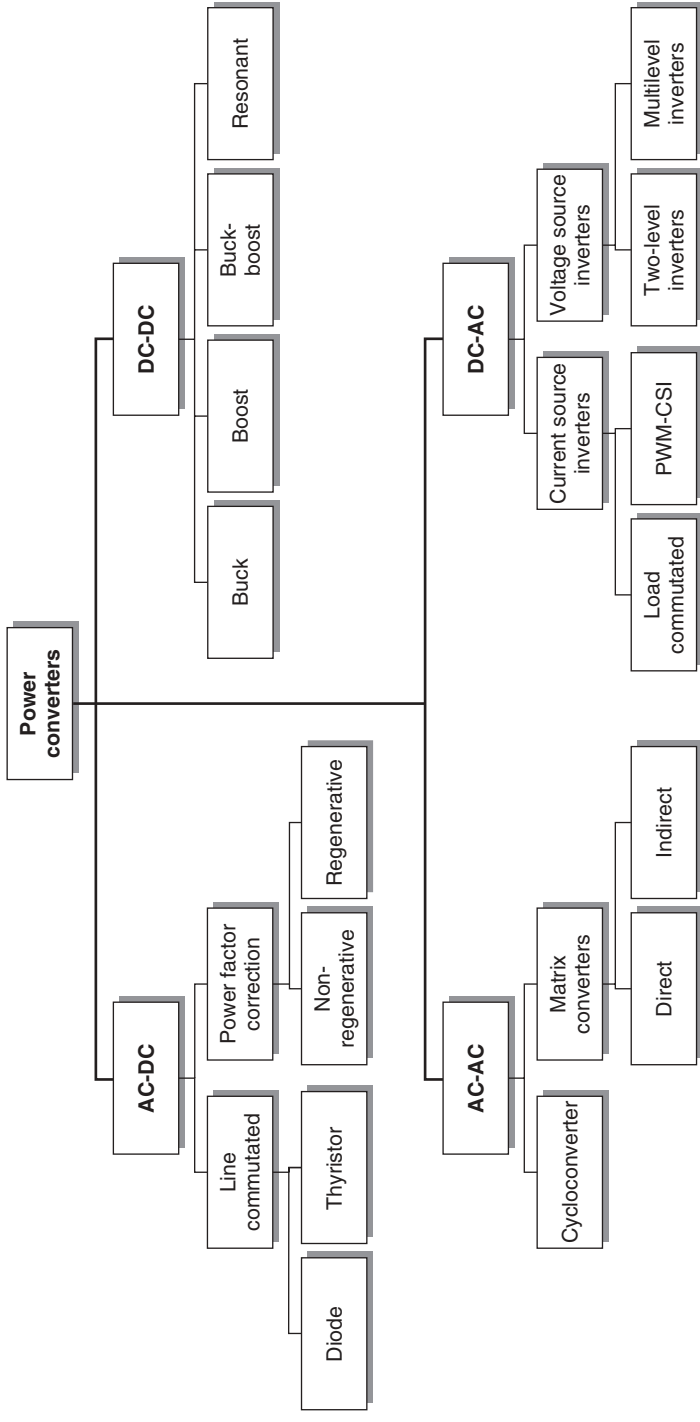 Power
converters
AC-DC
DC-DC
Line
commutated
Power factor
correction
Buck
Boost
Buck-
boost
Resonant
Diode
Thyristor
Non-
regenerative
Regenerative
AC-AC
DC-AC
Cycloconverter
Matrix
converters
Current source
inverters
Voltage source
inverters
Direct
Indirect
Load
commutated
PWM-CSI
Two-level
inverters
Multilevel
inverters